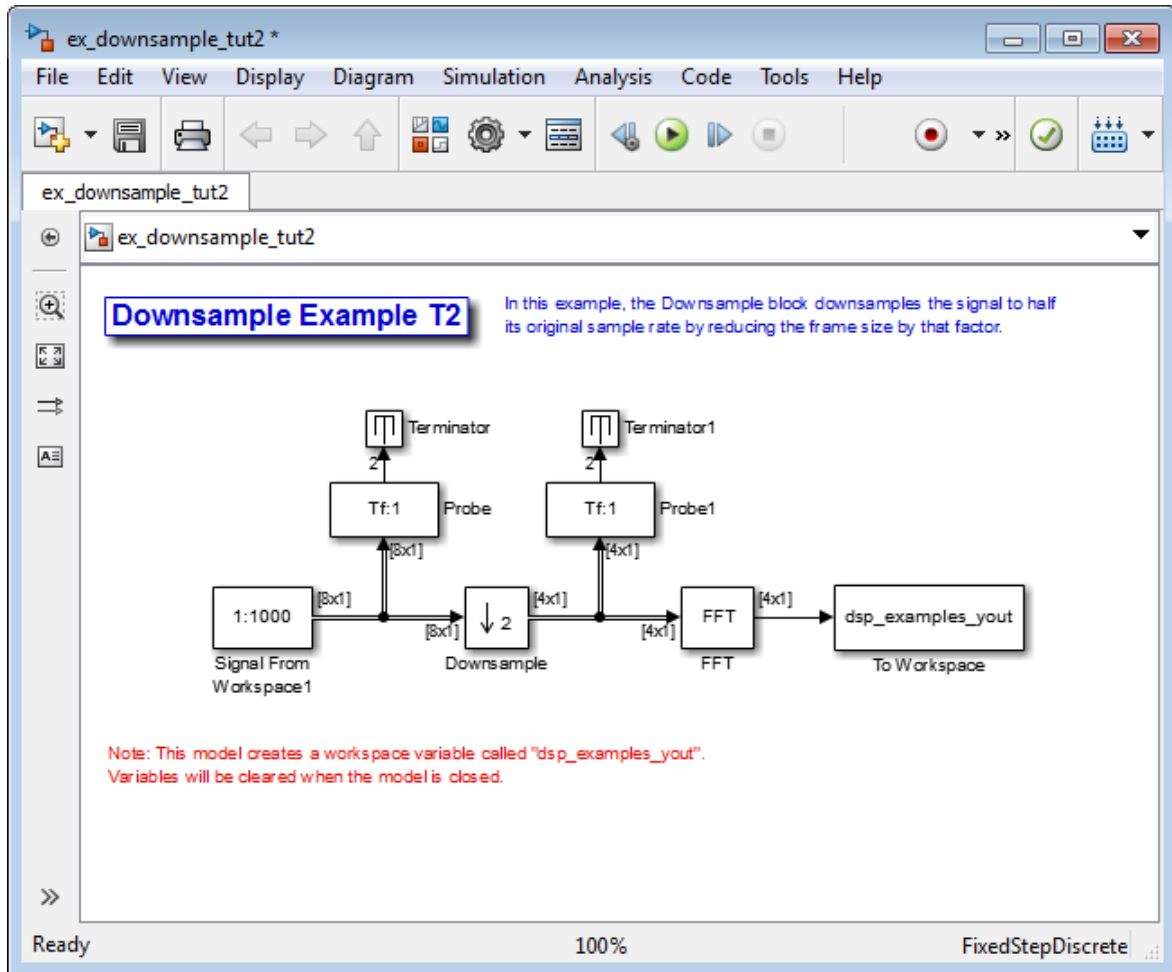 ex_downsample_tut2 *
File Edit View Display Diagram Simulation Analysis Code Tools Help
ex_downsample_tut2
ex_downsample_tut2
Downsample Example T2
In this example, the Downsample block downsamples the signal to half
its original sample rate by reducing the frame size by that factor.
Terminator
Terminator1
2
2
Tf:1
Probe
Tf:1
Probe1
[8x1]
[4x1]
1:1000
[8x1]
[8x1]
2
[4x1]
[4x1]
FFT
[4x1]
dsp_examples_yout
Signal From
Workspace1
Downsample
FFT
To Workspace
Note: This model creates a workspace variable called "dsp_examples_yout".
Variables will be cleared when the model is closed.
Ready
100%
FixedStepDiscrete